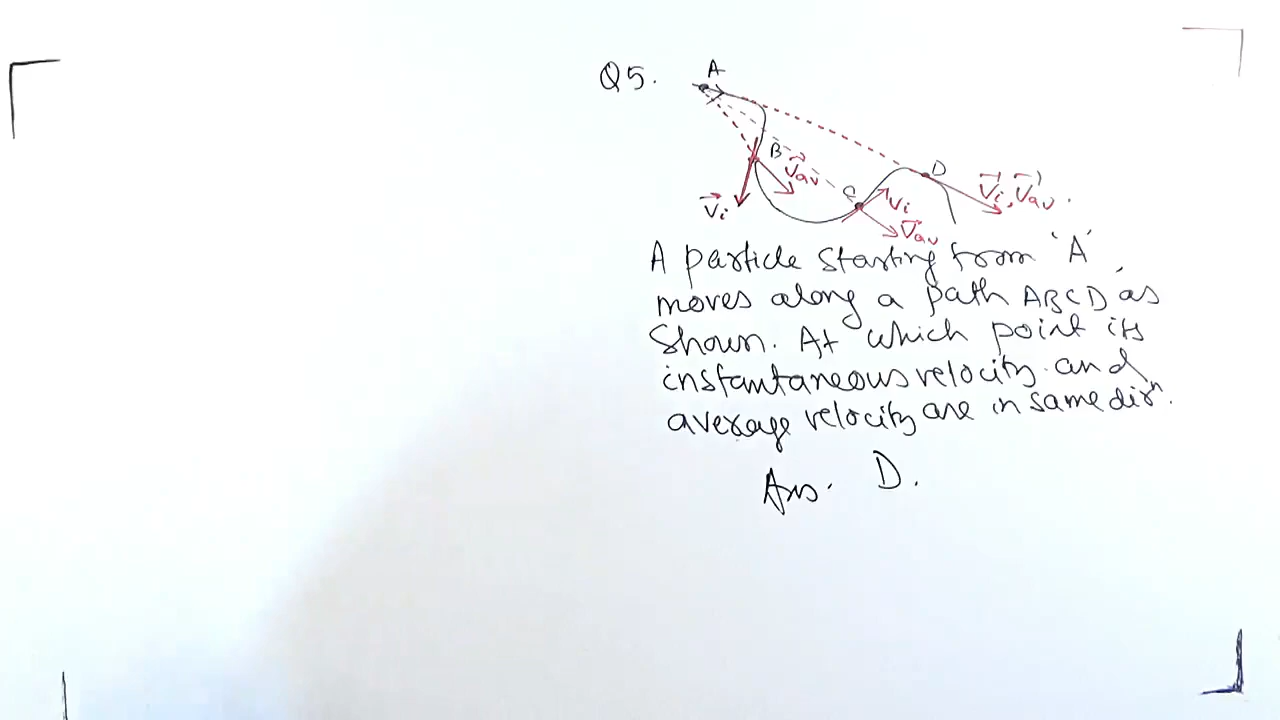 Q5.
A
B
V⃗av
V⃗i
C
Vi
V⃗av
D
V⃗i, V⃗av.
A particle starting from 'A',
moves along a path ABCD as
Shown. At which point its
instantaneous velocity and
average velocity are in same dirⁿ.
Ans. D.